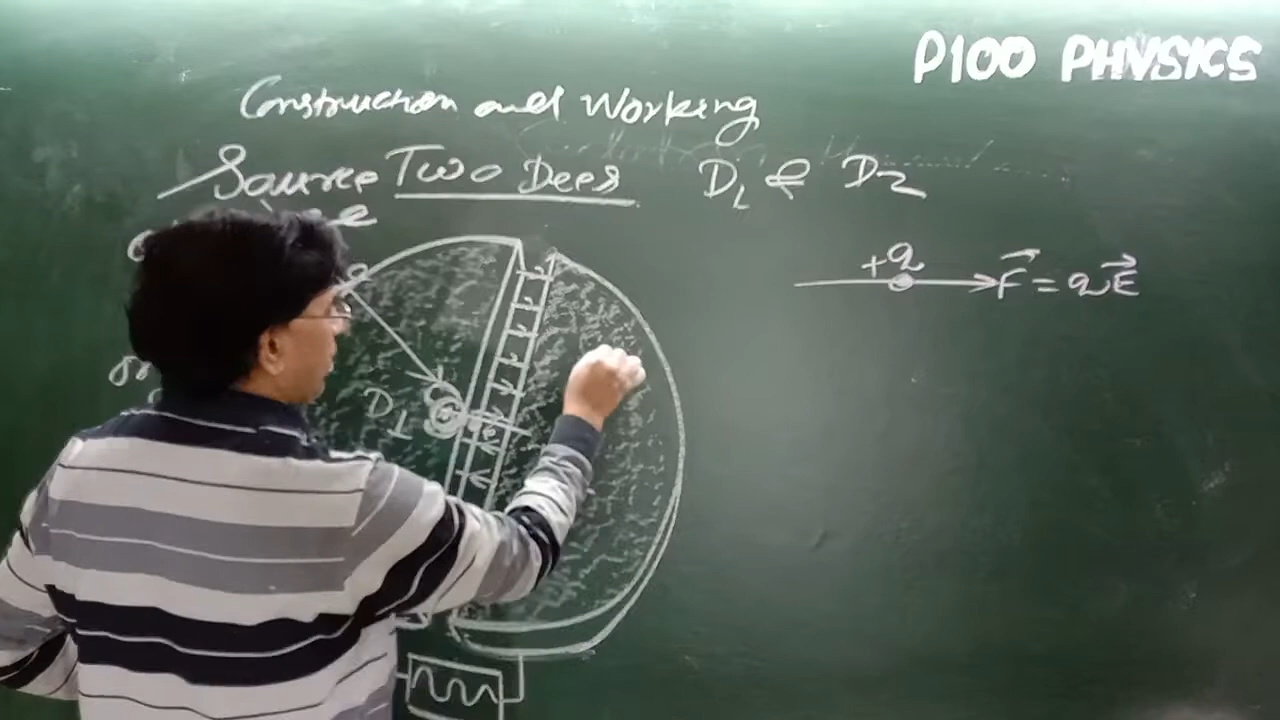 P100 PHYSICS
Construction and Working
Source Two Dees D1 & D2
+q
F = qE
D1